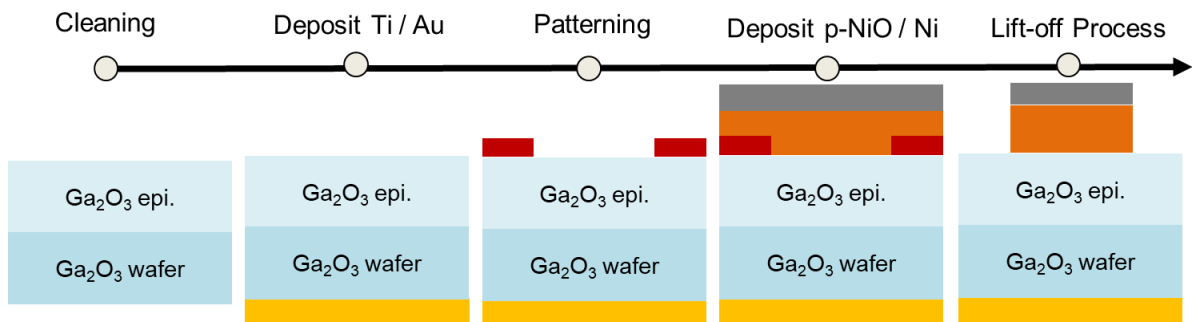 Cleaning
Deposit Ti / Au
Patterning
Deposit p-NiO / Ni
Lift-off Process
Ga₂O₃ epi.
Ga₂O₃ wafer
Ga₂O₃ epi.
Ga₂O₃ wafer
Ga₂O₃ epi.
Ga₂O₃ wafer
Ga₂O₃ epi.
Ga₂O₃ wafer
Ga₂O₃ epi.
Ga₂O₃ wafer